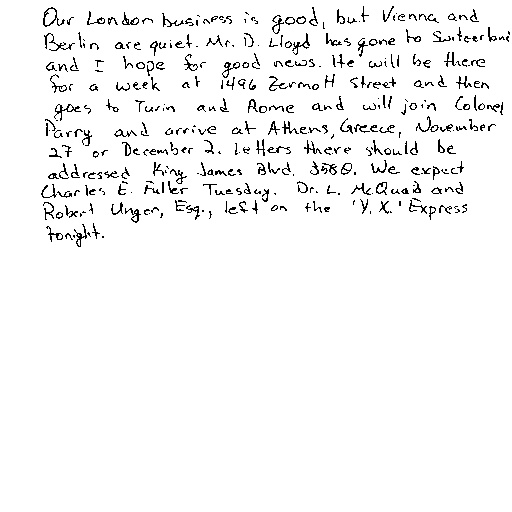 Our London business is good, but Vienna and
Berlin are quiet. Mr. D. Lloyd has gone to Switzerland
and I hope for good news. He will be there
for a week at 1496 Zermott Street and then
goes to Turin and Rome and will join Colonel
Parry and arrive at Athens, Greece, November
27 or December 2. Letters there should be
addressed King James Blvd. 3580. We expect
Charles E. Fuller Tuesday. Dr. L. McQuaid and
Robert Unger, Esq., left on the 'Y.X.' Express
tonight.